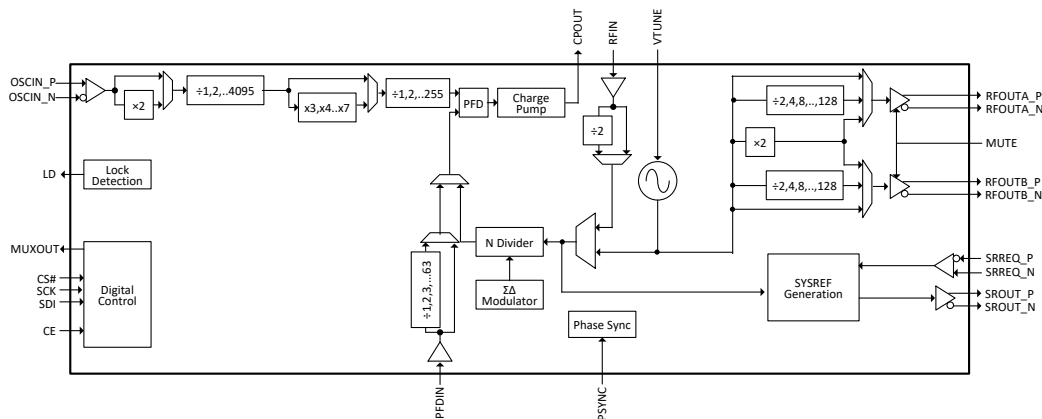 CPOUT
RFIN
VTUNE
OSCIN_P
OSCIN_N
×2
÷1,2,..4095
x3,x4..x7
÷1,2,..255
PFD
Charge
Pump
÷2
÷2,4,8,..,128
×2
÷2,4,8,..,128
RFOUTA_P
RFOUTA_N
MUTE
RFOUTB_P
RFOUTB_N
LD
Lock
Detection
MUXOUT
CS#
SCK
SDI
CE
Digital
Control
÷1,2,3,...63
N Divider
ΣΔ
Modulator
Phase Sync
SYSREF
Generation
SRREQ_P
SRREQ_N
SROUT_P
SROUT_N
PFDIN
PSYNC